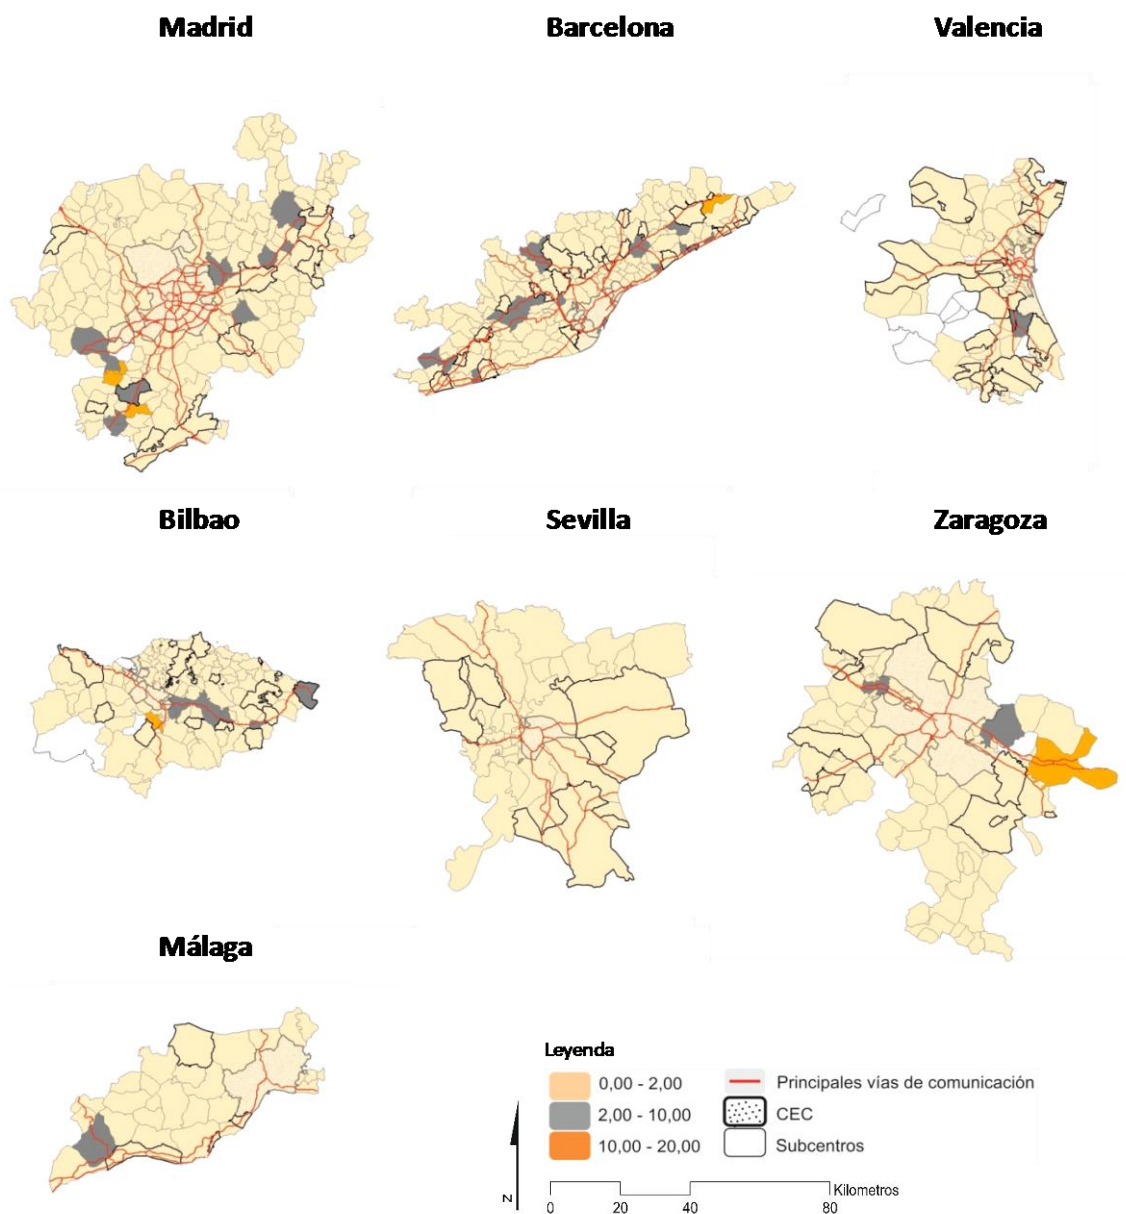 Madrid
Barcelona
Valencia
Bilbao
Sevilla
Zaragoza
Málaga
Leyenda
0,00 - 2,00
2,00 - 10,00
10,00 - 20,00
Principales vías de comunicación
CEC
Subcentros
N
Kilometros
0 20 40 80